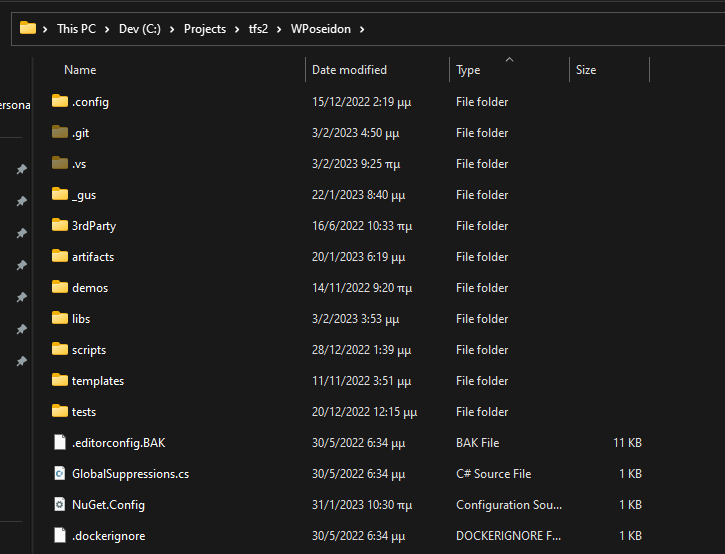 This PC > Dev (C:) > Projects > tfs2 > WPoseidon >
Name Date modified Type Size
ersona
.config 15/12/2022 2:19 μμ File folder
.git 3/2/2023 4:50 μμ File folder
.vs 3/2/2023 9:25 πμ File folder
_gus 22/1/2023 8:40 μμ File folder
3rdParty 16/6/2022 10:33 πμ File folder
artifacts 20/1/2023 6:19 μμ File folder
demos 14/11/2022 9:20 πμ File folder
libs 3/2/2023 3:53 μμ File folder
scripts 28/12/2022 1:39 μμ File folder
templates 11/11/2022 3:51 μμ File folder
tests 20/12/2022 12:15 μμ File folder
.editorconfig.BAK 30/5/2022 6:34 μμ BAK File 11 KB
GlobalSuppressions.cs 30/5/2022 6:34 μμ C# Source File 1 KB
NuGet.Config 31/1/2023 10:30 πμ Configuration Sou... 1 KB
.dockerignore 30/5/2022 6:34 μμ DOCKERIGNORE F... 1 KB